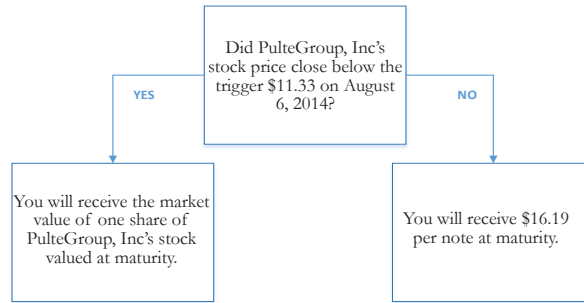 Did PulteGroup, Inc's
stock price close below the
trigger $11.33 on August
6, 2014?
YES
NO
You will receive the market
value of one share of
PulteGroup, Inc's stock
valued at maturity.
You will receive $16.19
per note at maturity.